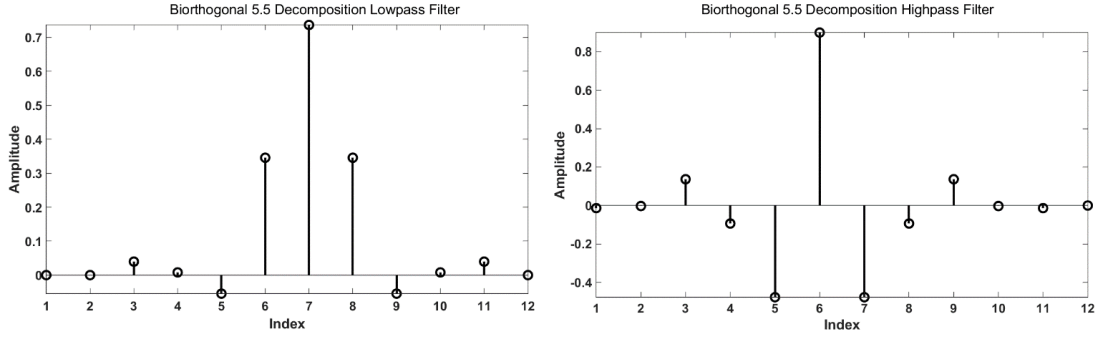 Biorthogonal 5.5 Decomposition Lowpass Filter
0.7
0.6
0.5
0.4
0.3
0.2
0.1
0
Amplitude
1 2 3 4 5 6 7 8 9 10 11 12
Index
Biorthogonal 5.5 Decomposition Highpass Filter
0.8
0.6
0.4
0.2
0
-0.2
-0.4
Amplitude
1 2 3 4 5 6 7 8 9 10 11 12
Index